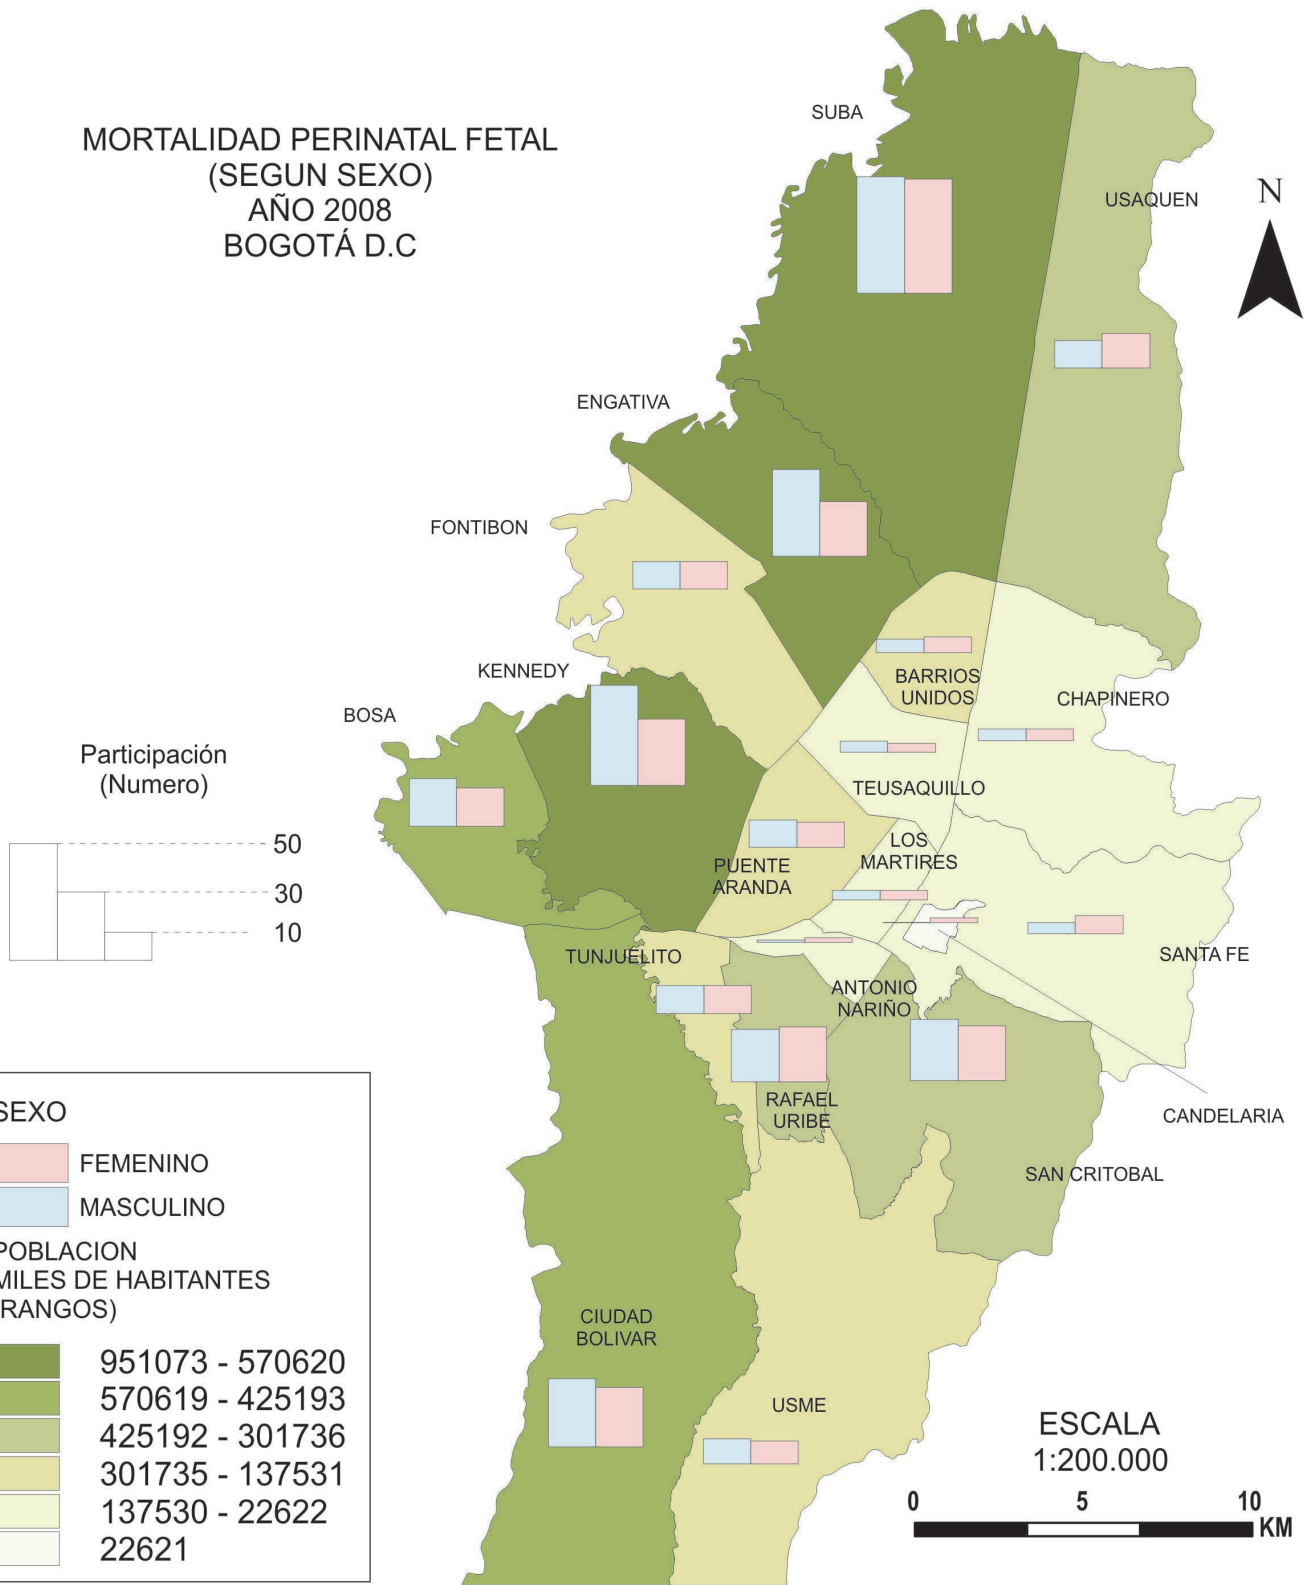 MORTALIDAD PERINATAL FETAL
(SEGUN SEXO)
AÑO 2008
BOGOTÁ D.C
SUBA
USAQUEN
N
ENGATIVA
FONTIBON
KENNEDY
BOSA
BARRIOS
UNIDOS
CHAPINERO
TEUSAQUILLO
LOS
MARTIRES
PUENTE
ARANDA
SANTA FE
TUNJUELITO
ANTONIO
NARIÑO
RAFAEL
URIBE
CANDELARIA
SAN CRITOBAL
CIUDAD
BOLIVAR
USME
Participación
(Numero)
50
30
10
SEXO
FEMENINO
MASCULINO
POBLACION
MILES DE HABITANTES
RANGOS)
951073 - 570620
570619 - 425193
425192 - 301736
301735 - 137531
137530 - 22622
22621
ESCALA
1:200.000
0 5 10
KM